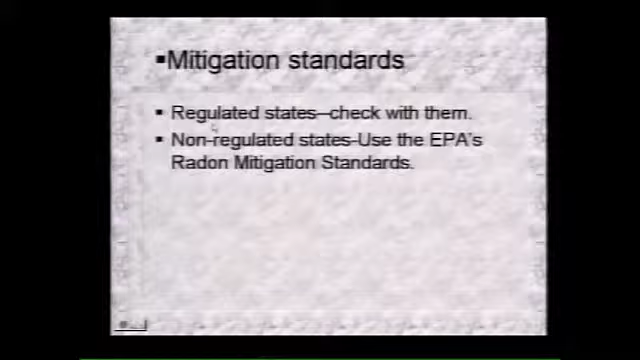 ▪Mitigation standards
▪ Regulated states--check with them.
▪ Non-regulated states-Use the EPA's
Radon Mitigation Standards.